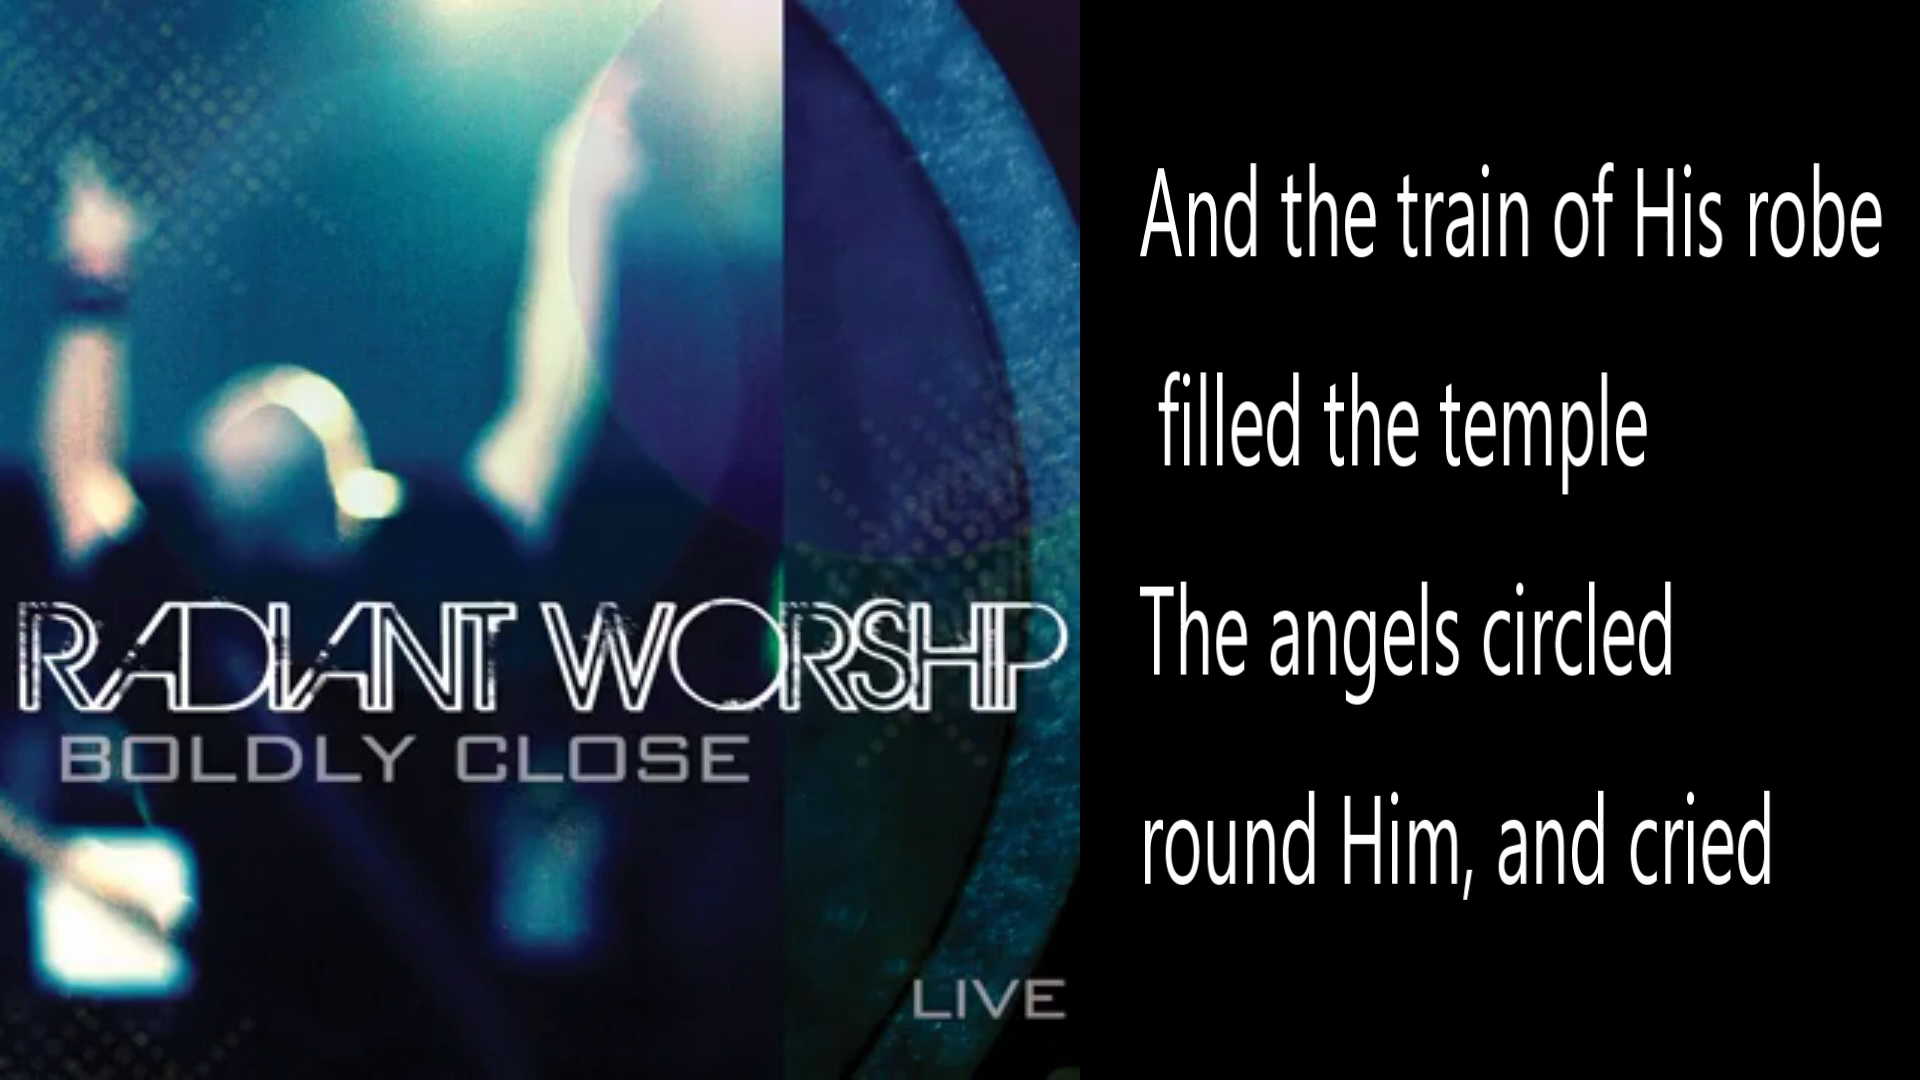 RADIANT WORSHIP
BOLDLY CLOSE
LIVE
And the train of His robe
filled the temple
The angels circled
round Him, and cried